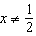 x ≠ 1/2